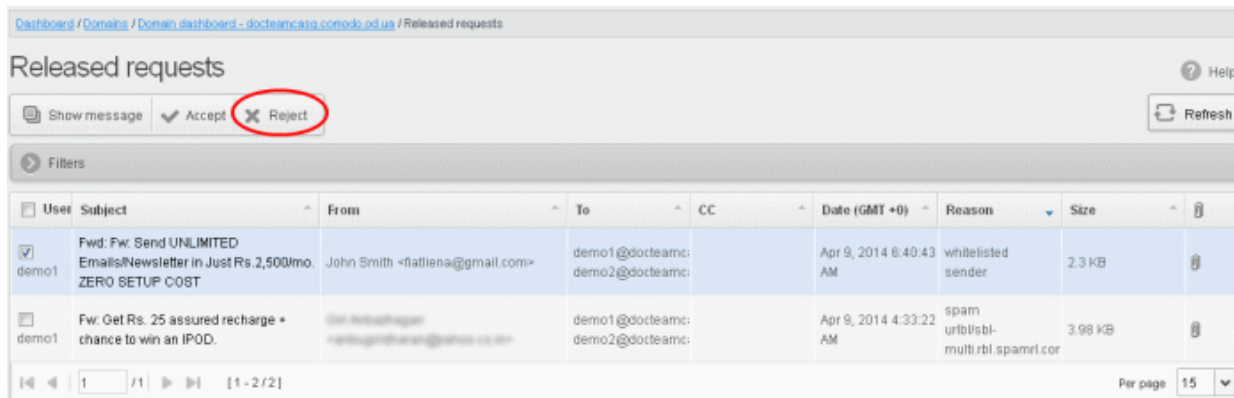 Dashboard / Domains / Domain dashboard - docteamcasg.comodo.od.ua / Released requests
Released requests
Help
Show message Accept Reject
Refresh
Filters
User Subject From To CC Date (GMT +0) Reason Size
demo1
Fwd: Fw: Send UNLIMITED
Emails/Newsletter in Just Rs.2,500/mo.
ZERO SETUP COST
John Smith <flatliena@gmail.com>
demo1@docteamca
demo2@docteamca
Apr 9, 2014 6:40:43
AM
whitelisted
sender
2.3 KB
demo1
Fw: Get Rs. 25 assured recharge +
chance to win an IPOD.
demo1@docteamca
demo2@docteamca
Apr 9, 2014 4:33:22
AM
spam
urlbl/sbl-
multi.rbl.spamrl.cor
3.98 KB
1 /1 [1 - 2 / 2]
Per page 15